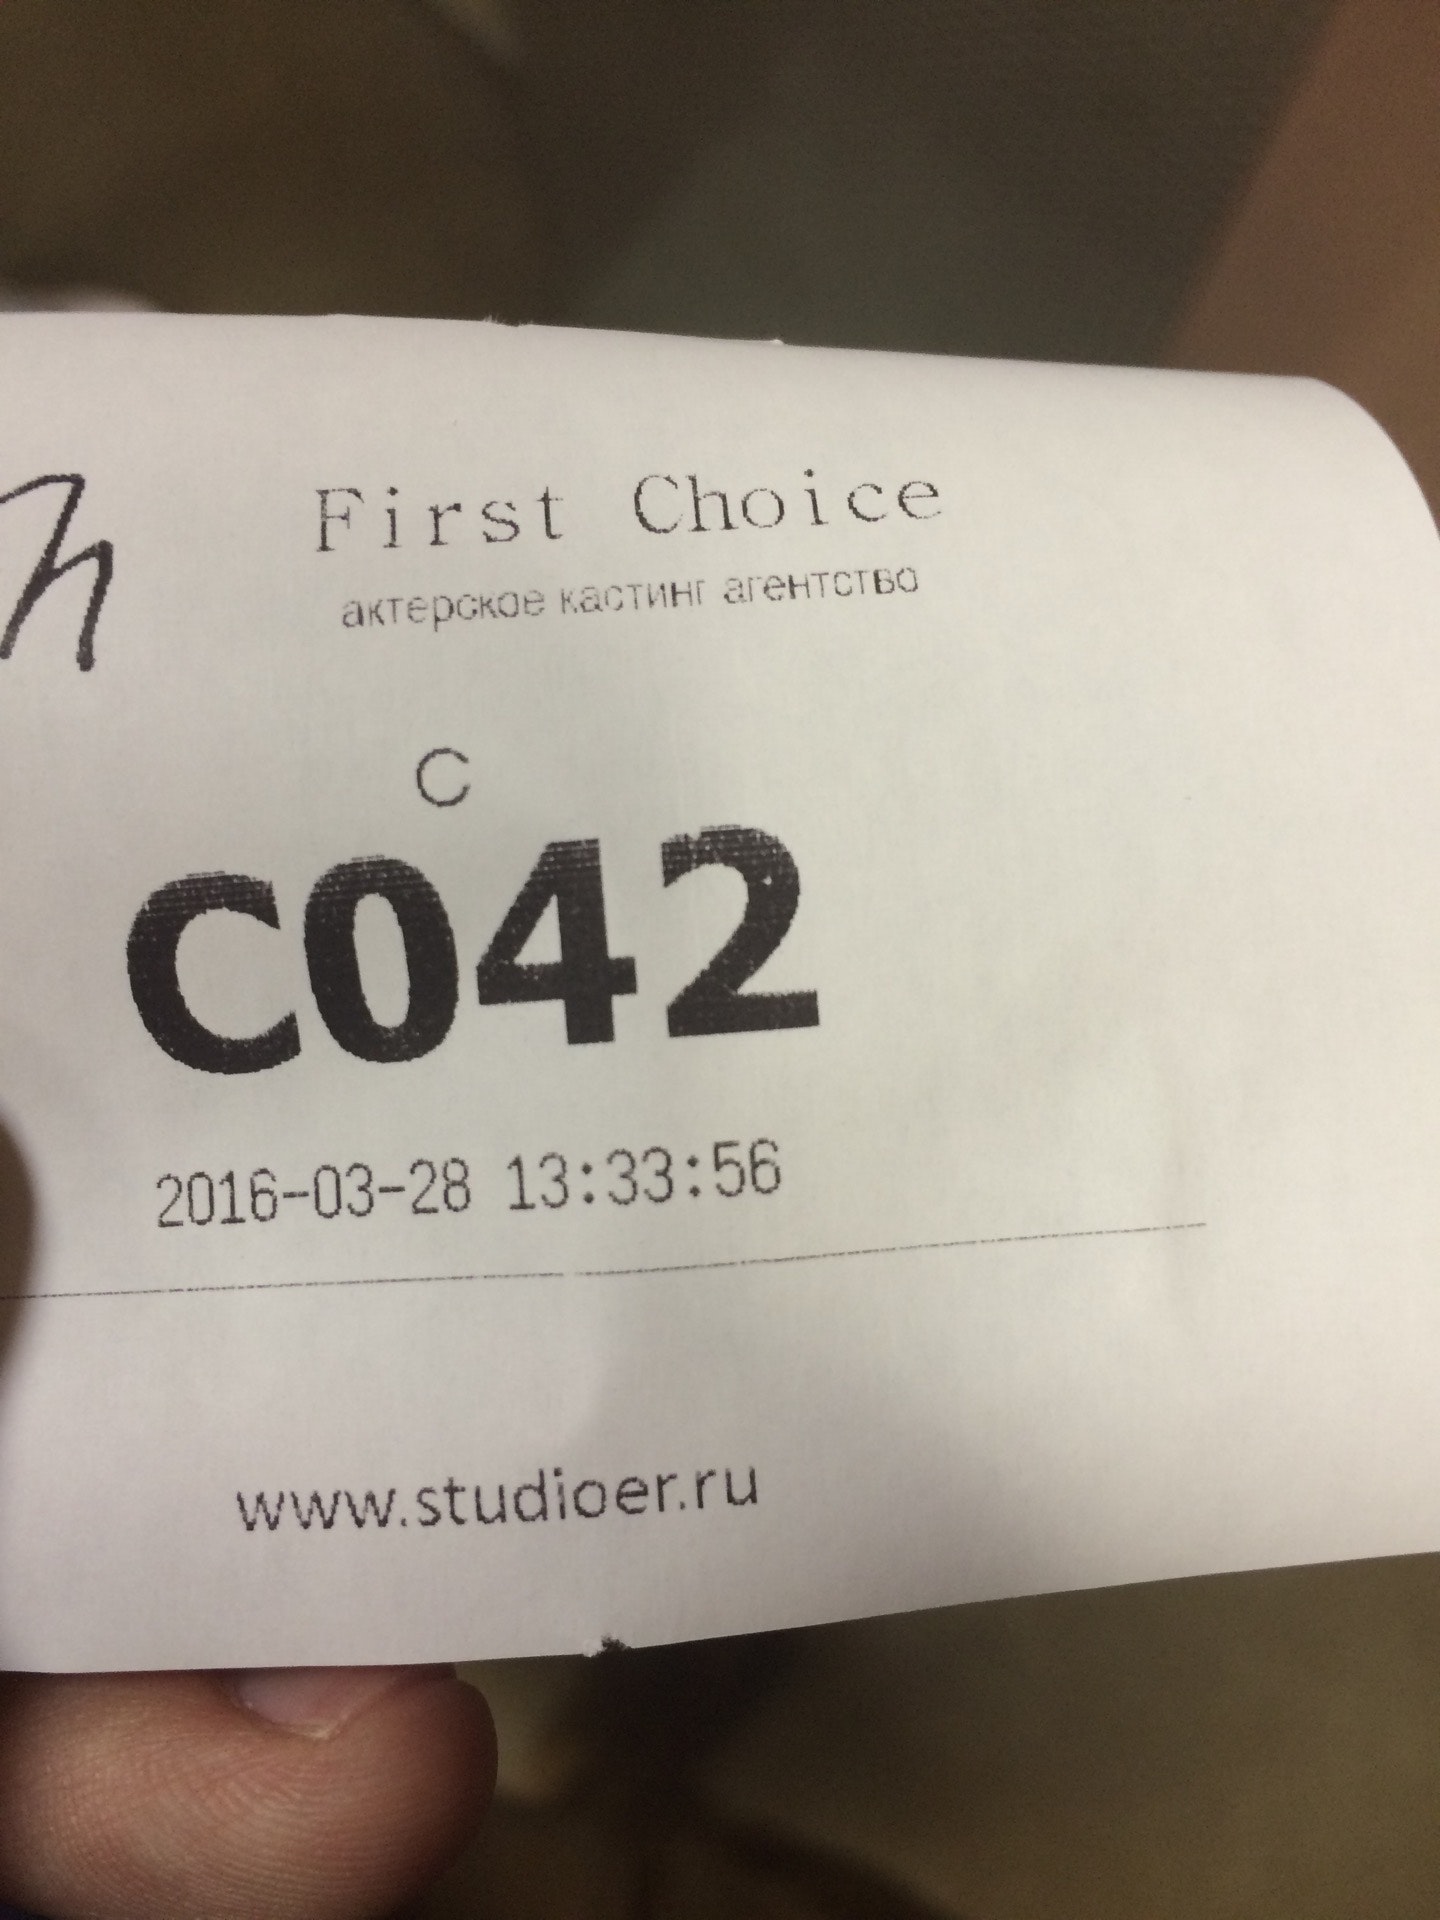 First Choice
актерское кастинг агентство
C
C042
2016-03-28 13:33:56
www.studioer.ru